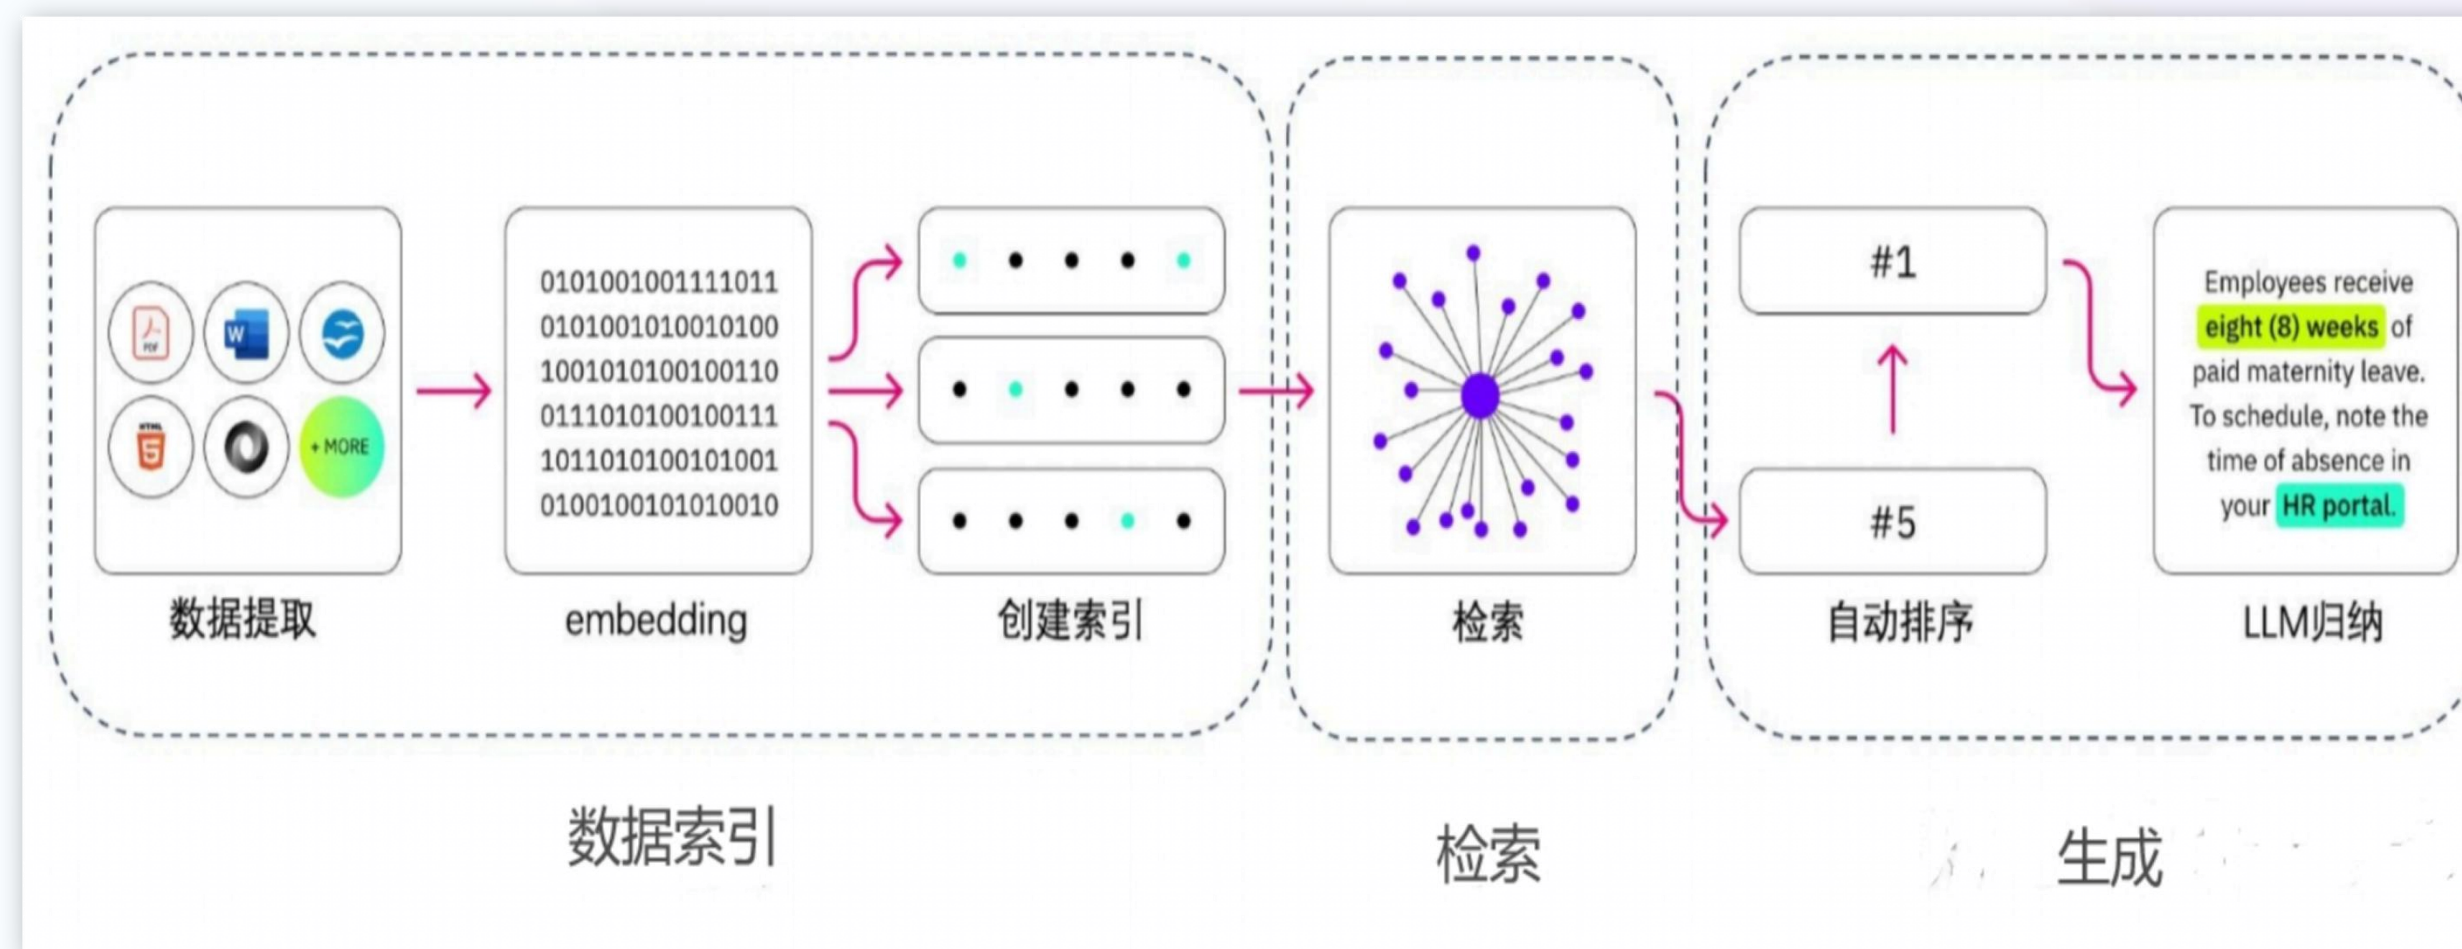 PDF
W
HTML
5
+ MORE
数据提取
0101001001111011
0101001010010100
1001010100100110
0111010100100111
1011010100101001
0100100101010010
embedding
创建索引
检索
#1
#5
自动排序
Employees receive
eight (8) weeks of
paid maternity leave.
To schedule, note the
time of absence in
your HR portal.
LLM归纳
数据索引
检索
生成